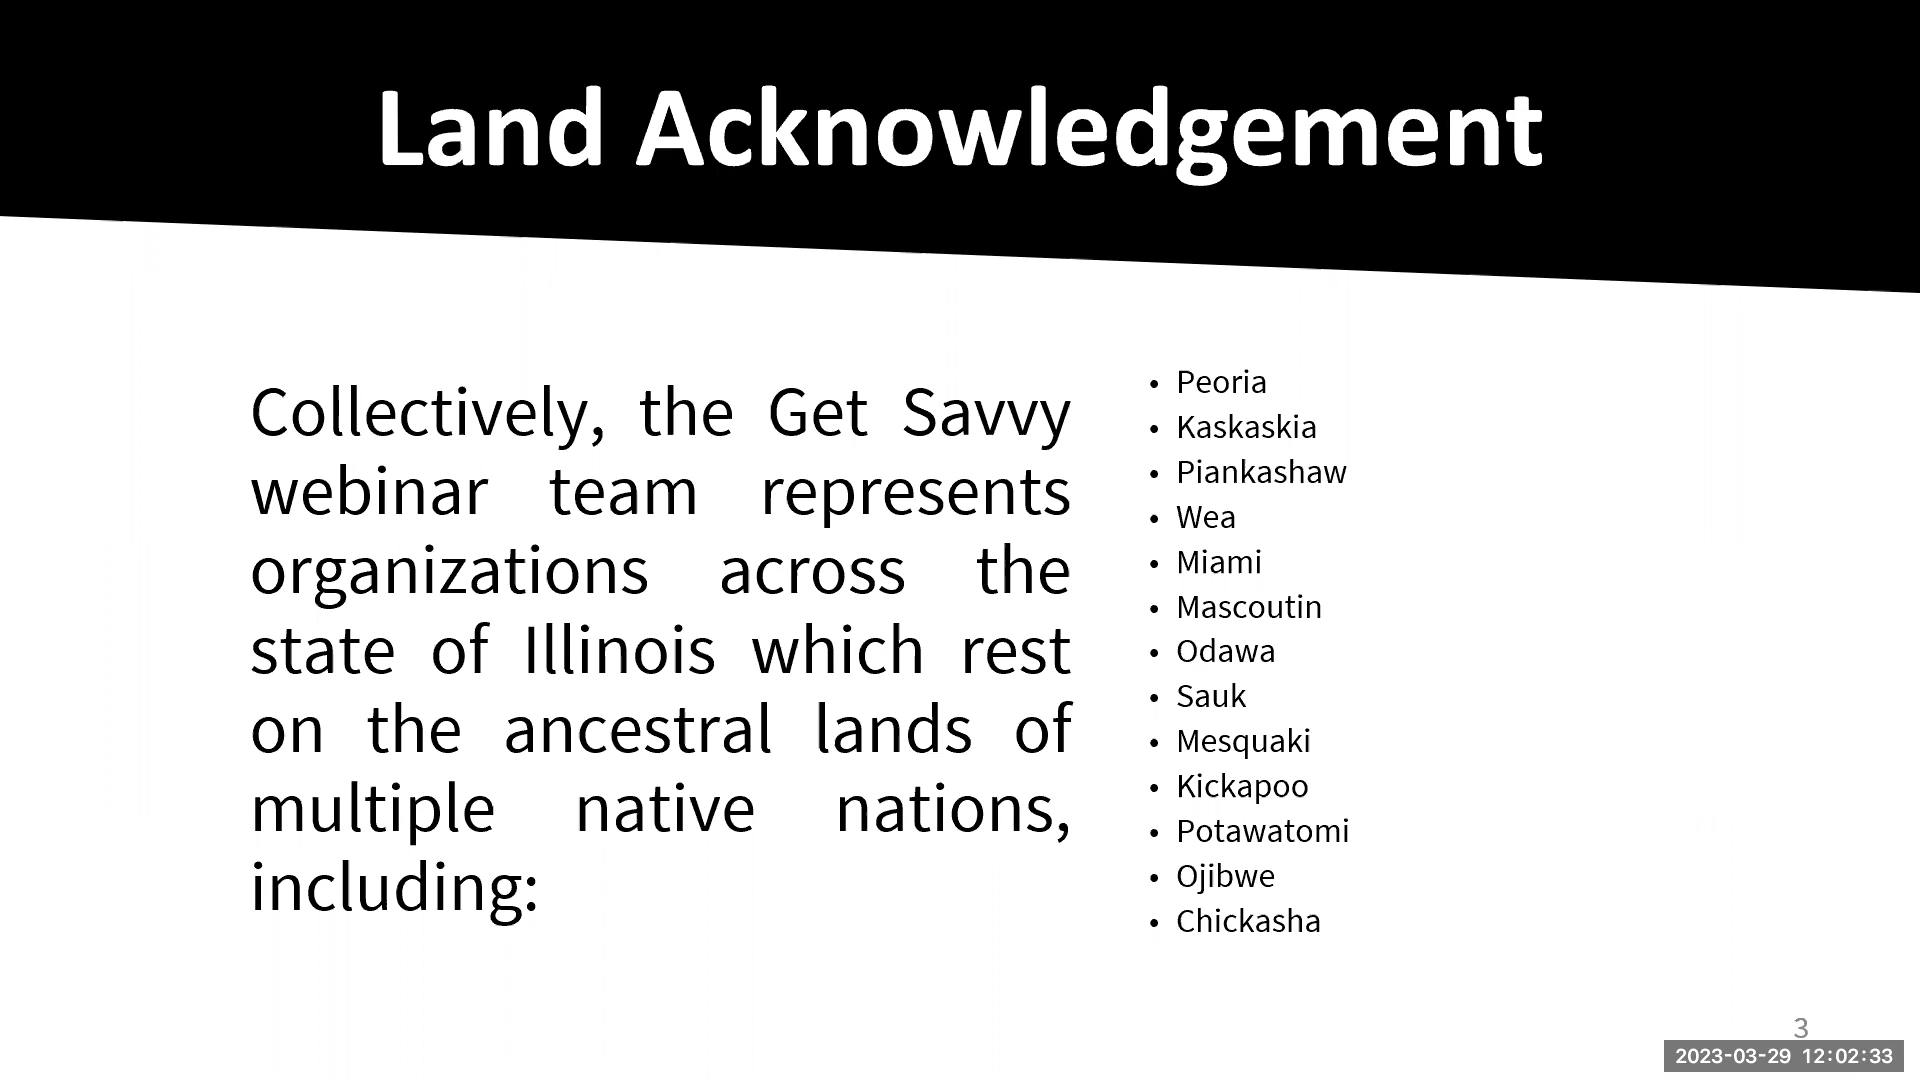 Land Acknowledgement
Collectively, the Get Savvy
webinar team represents
organizations across the
state of Illinois which rest
on the ancestral lands of
multiple native nations,
including:
• Peoria
• Kaskaskia
• Piankashaw
• Wea
• Miami
• Mascoutin
• Odawa
• Sauk
• Mesquaki
• Kickapoo
• Potawatomi
• Ojibwe
• Chickasha
3
2023-03-29 12:02:33